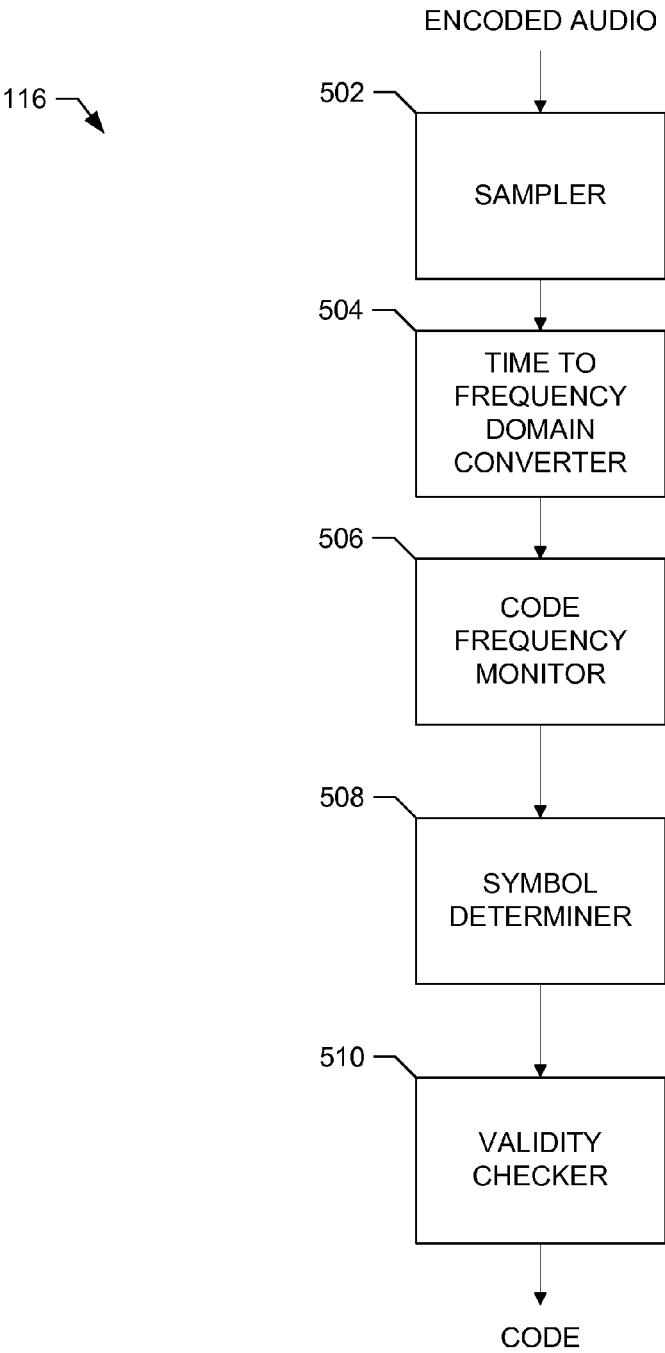 ENCODED AUDIO
116
502
SAMPLER
504
TIME TO
FREQUENCY
DOMAIN
CONVERTER
506
CODE
FREQUENCY
MONITOR
508
SYMBOL
DETERMINER
510
VALIDITY
CHECKER
CODE